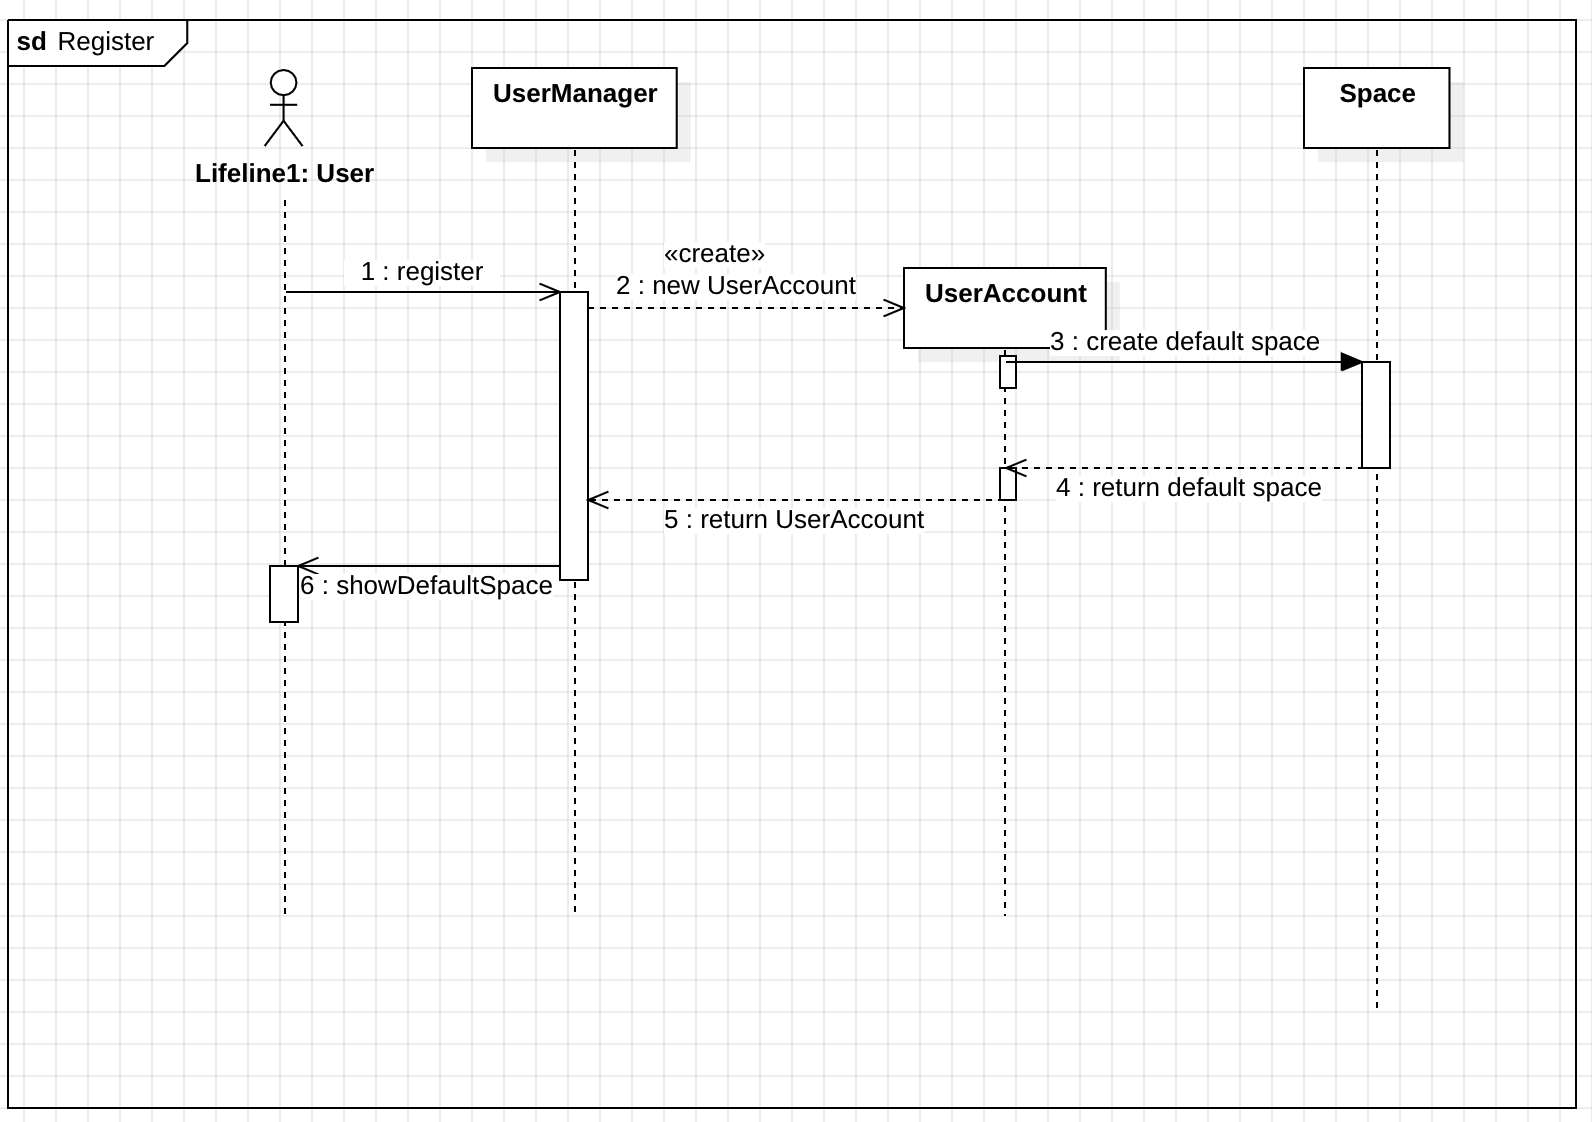 sd Register
UserManager
Space
Lifeline1: User
«create»
1 : register
2 : new UserAccount
UserAccount
3 : create default space
4 : return default space
5 : return UserAccount
6 : showDefaultSpace